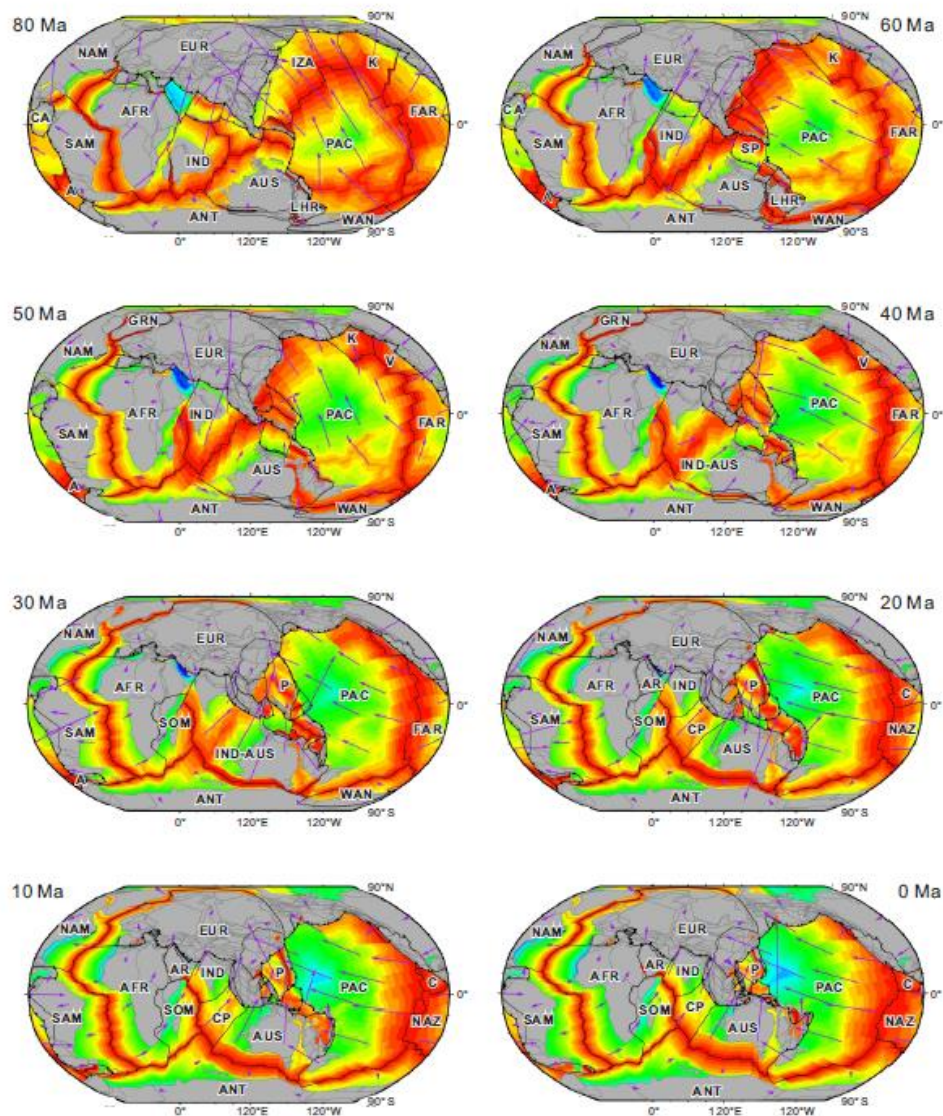 80 Ma
90°N
NAM EUR IZA K
CA AFR FAR 0°
SAM IND PAC
AUS
A LHR
ANT WAN
0° 120°E 120°W 90°S
60 Ma
90°N
NAM EUR K
CA AFR FAR 0°
SAM IND PAC
SP
AUS
A LHR
ANT WAN
0° 120°E 120°W 90°S
50 Ma
90°N
GRN
NAM EUR K V
AFR IND PAC FAR 0°
SAM
AUS
A
ANT WAN
0° 120°E 120°W 90°S
40 Ma
90°N
GRN
NAM EUR V
AFR PAC FAR 0°
SAM
IND-AUS
A
ANT WAN
0° 120°E 120°W 90°S
30 Ma
90°N
NAM EUR
AFR P PAC 0°
SAM SOM FAR
IND-AUS
A
ANT WAN
0° 120°E 120°W 90°S
20 Ma
90°N
NAM EUR
AFR AR IND P PAC C 0°
SAM SOM CP NAZ
AUS
ANT
0° 120°E 120°W 90°S
10 Ma
90°N
NAM EUR
AFR AR IND P PAC C 0°
SAM SOM CP NAZ
AUS
ANT
0° 120°E 120°W 90°S
0 Ma
90°N
NAM EUR
AFR AR IND P PAC C 0°
SAM SOM CP NAZ
AUS
ANT
0° 120°E 120°W 90°S